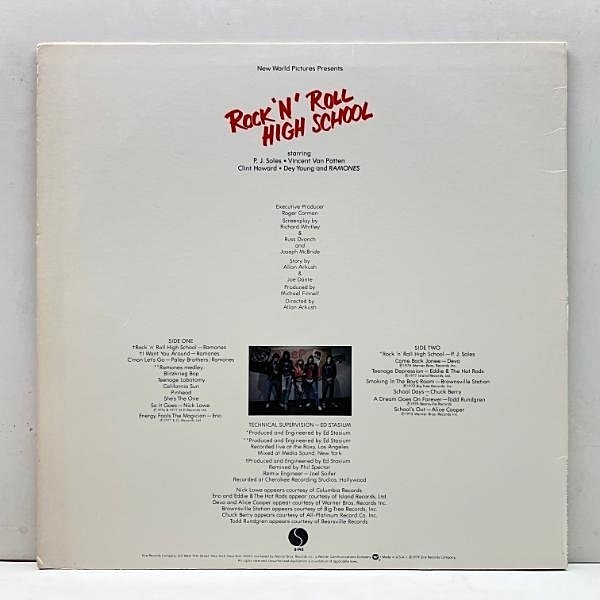 New World Pictures Presents
ROCK 'N' ROLL
HIGH SCHOOL
starring
P. J. Soles • Vincent Van Patten
Clint Howard • Dey Young and RAMONES
Executive Producer
Roger Corman
Screenplay by
Richard Whitley
&
Russ Dvonch
and
Joseph McBride
Story by
Allan Arkush
&
Joe Dante
Produced by
Michael Finnell
Directed by
Allan Arkush
SIDE ONE
†Rock 'n' Roll High School — Ramones
†I Want You Around — Ramones
C'mon Let's Go — Paley Brothers, Ramones
**Ramones medley:
Blitzkrieg Bop
Teenage Lobotomy
California Sun
Pinhead
She's The One
So It Goes — Nick Lowe
Energy Fools The Magician — Eno
SIDE TWO
*Rock 'n' Roll High School — P. J. Soles
Come Back Jonee — Devo
Teenage Depression — Eddie & The Hot Rods
Smoking In The Boys Room — Brownsville Station
School Days — Chuck Berry
A Dream Goes On Forever — Todd Rundgren
School's Out — Alice Cooper
TECHNICAL SUPERVISION — ED STASIUM
*Produced and Engineered by Ed Stasium
**Produced and Engineered by Ed Stasium
Recorded live at the Roxy, Los Angeles
Mixed at Media Sound, New York
†Produced and Engineered by Ed Stasium
Remixed by Phil Spector
Remix Engineer — Joel Soifer
Recorded at Cherokee Recording Studios, Hollywood
Nick Lowe appears courtesy of Columbia Records
Eno and Eddie & The Hot Rods appear courtesy of Island Records, Ltd.
Devo and Alice Cooper appear courtesy of Warner Bros. Records Inc.
Brownsville Station appears courtesy of Big Tree Records, Inc.
Chuck Berry appears courtesy of All-Platinum Record Co. Inc.
Todd Rundgren appears courtesy of Bearsville Records
SIRE